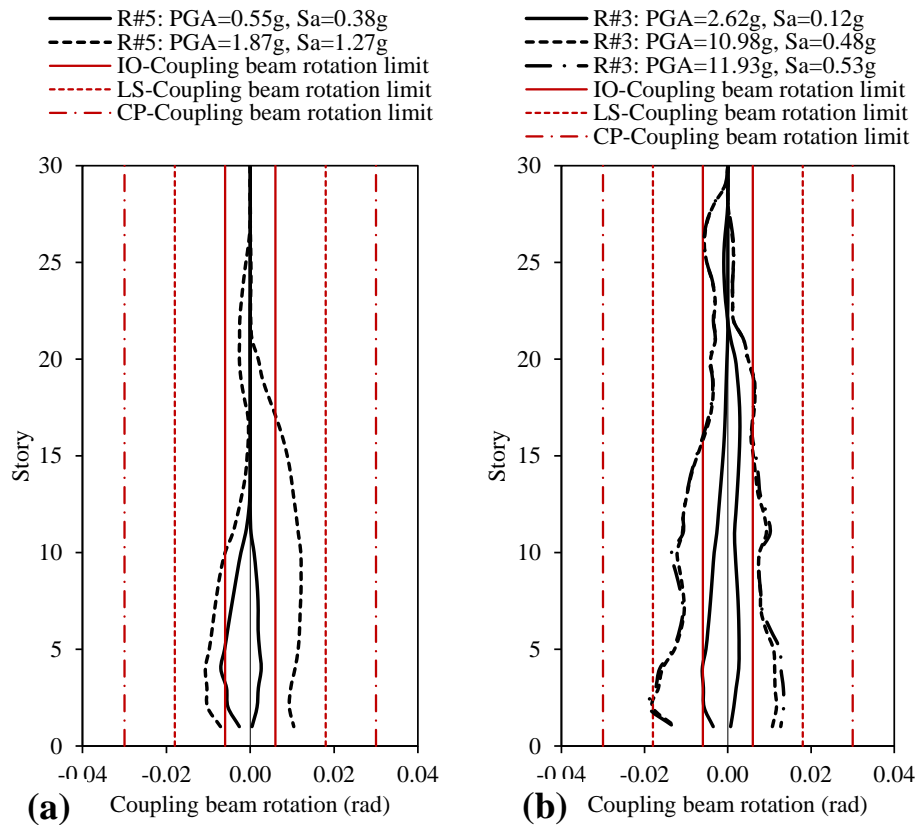 R#5: PGA=0.55g, Sa=0.38g
R#5: PGA=1.87g, Sa=1.27g
IO-Coupling beam rotation limit
LS-Coupling beam rotation limit
CP-Coupling beam rotation limit
30
25
20
15
10
5
0
Story
-0.04 -0.02 0.00 0.02 0.04
Coupling beam rotation (rad)
(a)
R#3: PGA=2.62g, Sa=0.12g
R#3: PGA=10.98g, Sa=0.48g
R#3: PGA=11.93g, Sa=0.53g
IO-Coupling beam rotation limit
LS-Coupling beam rotation limit
CP-Coupling beam rotation limit
30
25
20
15
10
5
0
Story
-0.04 -0.02 0.00 0.02 0.04
Coupling beam rotation (rad)
(b)